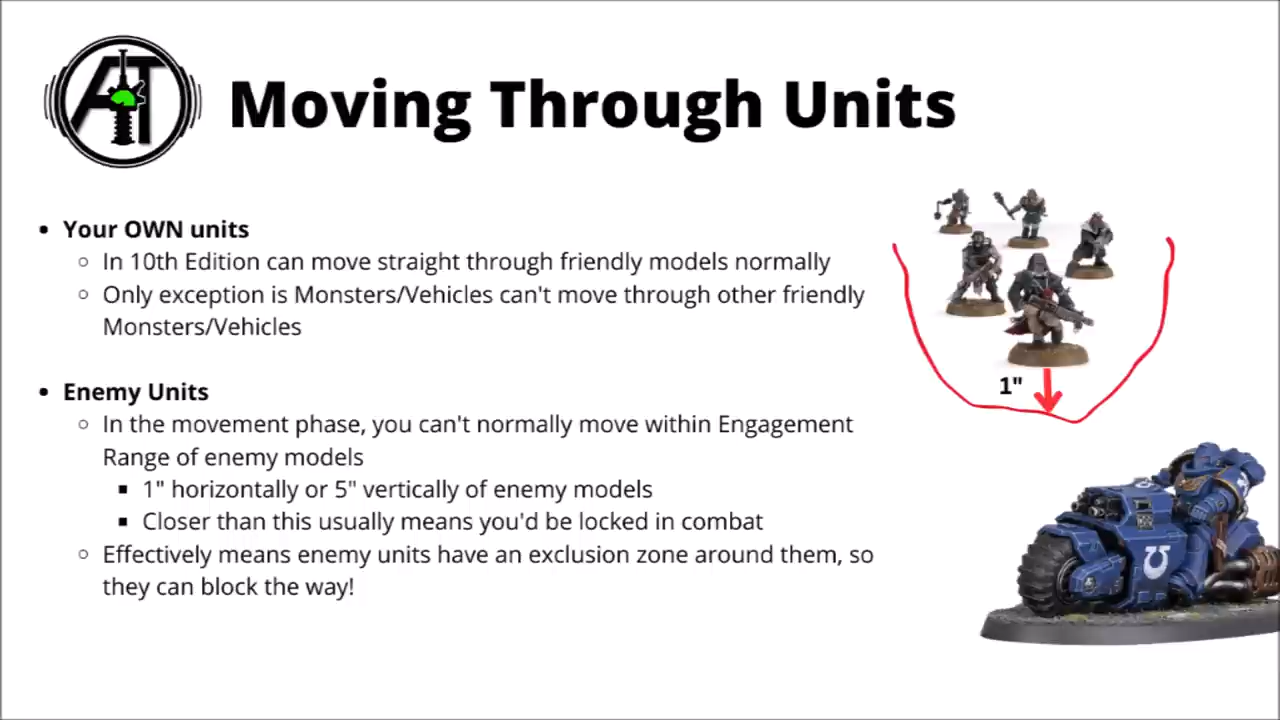 AT
Moving Through Units
• Your OWN units
○ In 10th Edition can move straight through friendly models normally
○ Only exception is Monsters/Vehicles can't move through other friendly
Monsters/Vehicles
1"
• Enemy Units
○ In the movement phase, you can't normally move within Engagement
Range of enemy models
▪ 1" horizontally or 5" vertically of enemy models
▪ Closer than this usually means you'd be locked in combat
○ Effectively means enemy units have an exclusion zone around them, so
they can block the way!